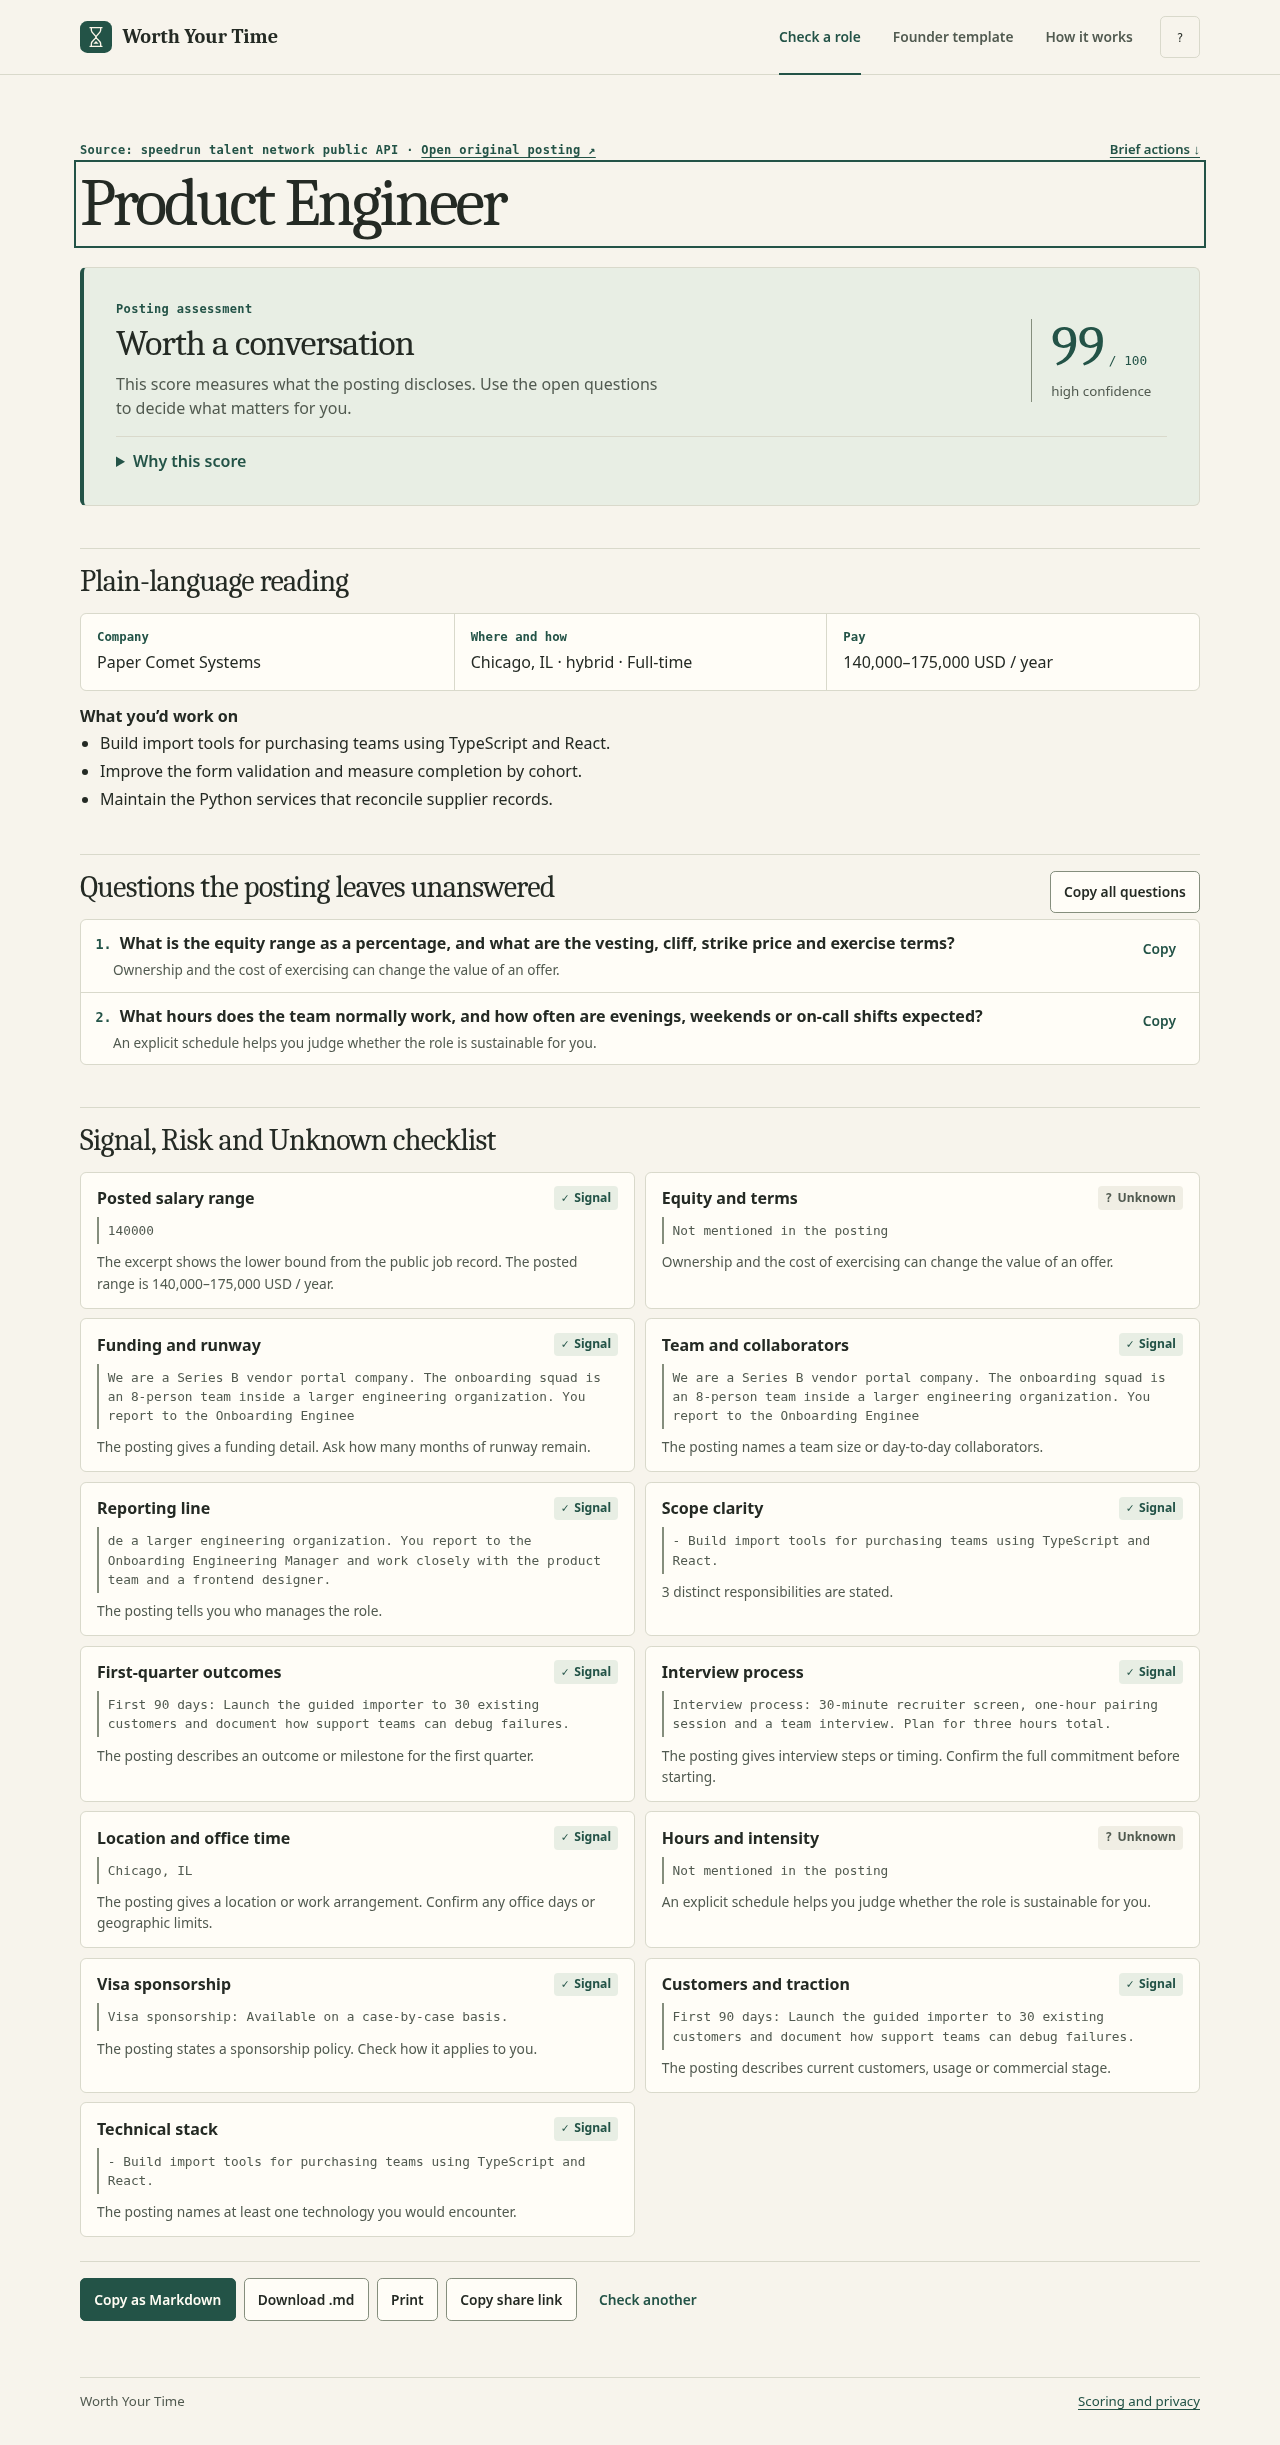 Worth Your Time
Check a role
Founder template
How it works
?
Source: speedrun talent network public API · Open original posting ↗
Brief actions ↓
Product Engineer
Posting assessment
Worth a conversation
This score measures what the posting discloses. Use the open questions
to decide what matters for you.
99 / 100
high confidence
▶ Why this score
Plain-language reading
Company
Paper Comet Systems
Where and how
Chicago, IL · hybrid · Full-time
Pay
140,000–175,000 USD / year
What you’d work on
• Build import tools for purchasing teams using TypeScript and React.
• Improve the form validation and measure completion by cohort.
• Maintain the Python services that reconcile supplier records.
Questions the posting leaves unanswered
Copy all questions
1. What is the equity range as a percentage, and what are the vesting, cliff, strike price and exercise terms?
Ownership and the cost of exercising can change the value of an offer.
Copy
2. What hours does the team normally work, and how often are evenings, weekends or on-call shifts expected?
An explicit schedule helps you judge whether the role is sustainable for you.
Copy
Signal, Risk and Unknown checklist
Posted salary range
✓ Signal
140000
The excerpt shows the lower bound from the public job record. The posted
range is 140,000–175,000 USD / year.
Equity and terms
? Unknown
Not mentioned in the posting
Ownership and the cost of exercising can change the value of an offer.
Funding and runway
✓ Signal
We are a Series B vendor portal company. The onboarding squad is
an 8-person team inside a larger engineering organization. You
report to the Onboarding Enginee
The posting gives a funding detail. Ask how many months of runway remain.
Team and collaborators
✓ Signal
We are a Series B vendor portal company. The onboarding squad is
an 8-person team inside a larger engineering organization. You
report to the Onboarding Enginee
The posting names a team size or day-to-day collaborators.
Reporting line
✓ Signal
de a larger engineering organization. You report to the
Onboarding Engineering Manager and work closely with the product
team and a frontend designer.
The posting tells you who manages the role.
Scope clarity
✓ Signal
- Build import tools for purchasing teams using TypeScript and
React.
3 distinct responsibilities are stated.
First-quarter outcomes
✓ Signal
First 90 days: Launch the guided importer to 30 existing
customers and document how support teams can debug failures.
The posting describes an outcome or milestone for the first quarter.
Interview process
✓ Signal
Interview process: 30-minute recruiter screen, one-hour pairing
session and a team interview. Plan for three hours total.
The posting gives interview steps or timing. Confirm the full commitment before
starting.
Location and office time
✓ Signal
Chicago, IL
The posting gives a location or work arrangement. Confirm any office days or
geographic limits.
Hours and intensity
? Unknown
Not mentioned in the posting
An explicit schedule helps you judge whether the role is sustainable for you.
Visa sponsorship
✓ Signal
Visa sponsorship: Available on a case-by-case basis.
The posting states a sponsorship policy. Check how it applies to you.
Customers and traction
✓ Signal
First 90 days: Launch the guided importer to 30 existing
customers and document how support teams can debug failures.
The posting describes current customers, usage or commercial stage.
Technical stack
✓ Signal
- Build import tools for purchasing teams using TypeScript and
React.
The posting names at least one technology you would encounter.
Copy as Markdown
Download .md
Print
Copy share link
Check another
Worth Your Time
Scoring and privacy